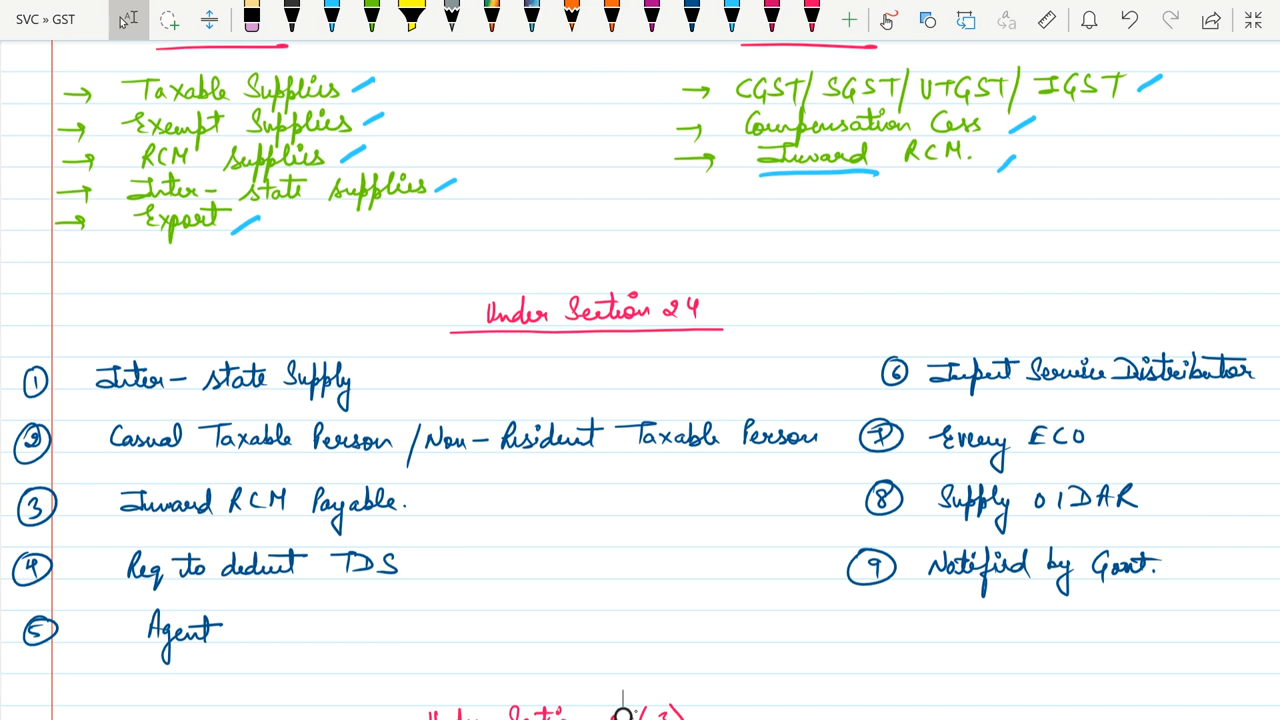 SVC » GST
Taxable Supplies
Exempt Supplies
RCM Supplies
Inter-state supplies
Export
CGST/SGST/UTGST/IGST
Compensation Cess
Inward RCM.
Under Section 24
① Inter-state Supply
② Casual Taxable Person/Non-Resident Taxable Person
③ Inward RCM Payable.
④ Req to deduct TDS
⑤ Agent
⑥ Input Service Distributor
⑦ Every ECO
⑧ Supply OIDAR
⑨ Notified by Govt.
Under Section